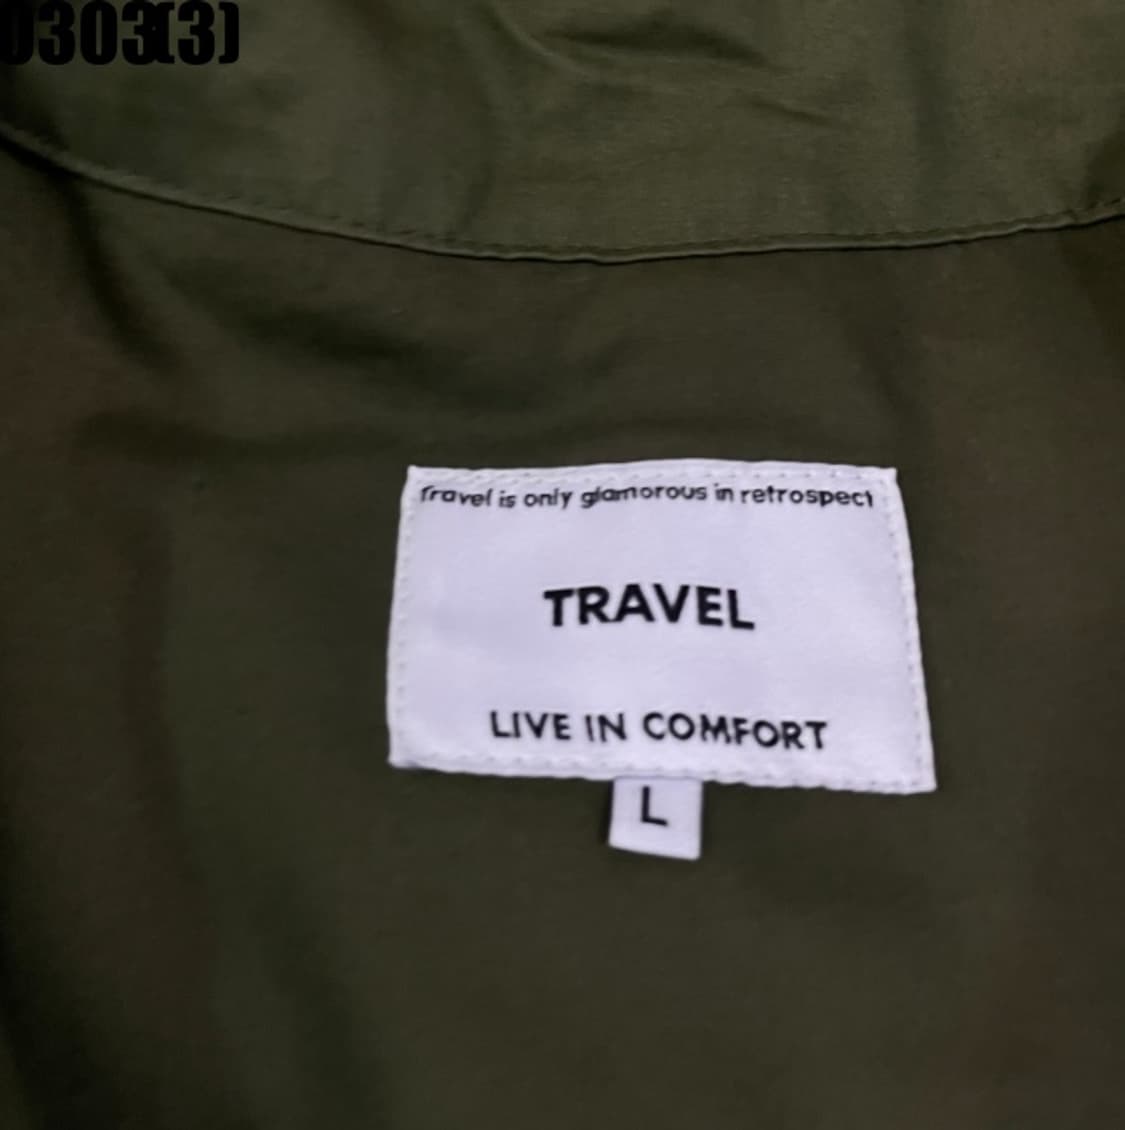 0303(3)
Travel is only glamorous in retrospect
TRAVEL
LIVE IN COMFORT
L